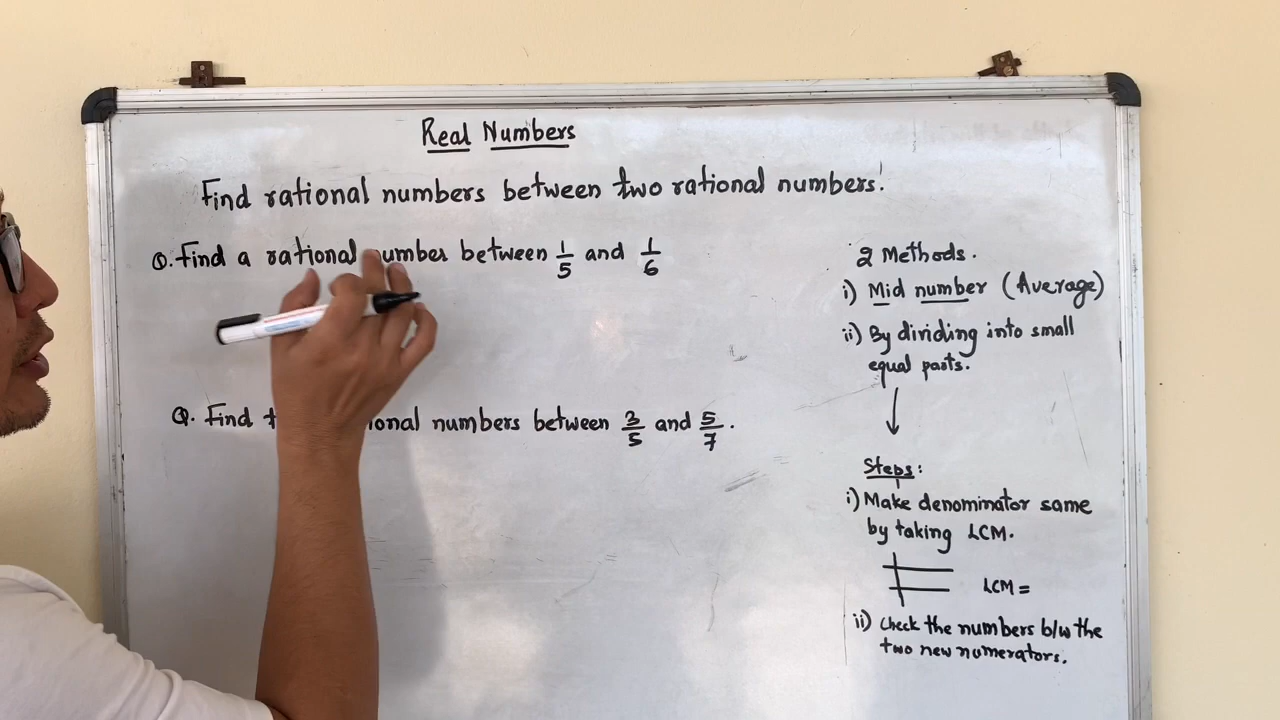 Real Numbers
Find rational numbers between two rational numbers!
Q. Find a rational number between 1/5 and 1/6
Q. Find numbers between 3/5 and 5/7.
2 Methods.
i) Mid number (Average)
ii) By dividing into small
equal parts.
Steps:
i) Make denominator same
by taking LCM.
LCM =
ii) Check the numbers b/w the
two new numerators.